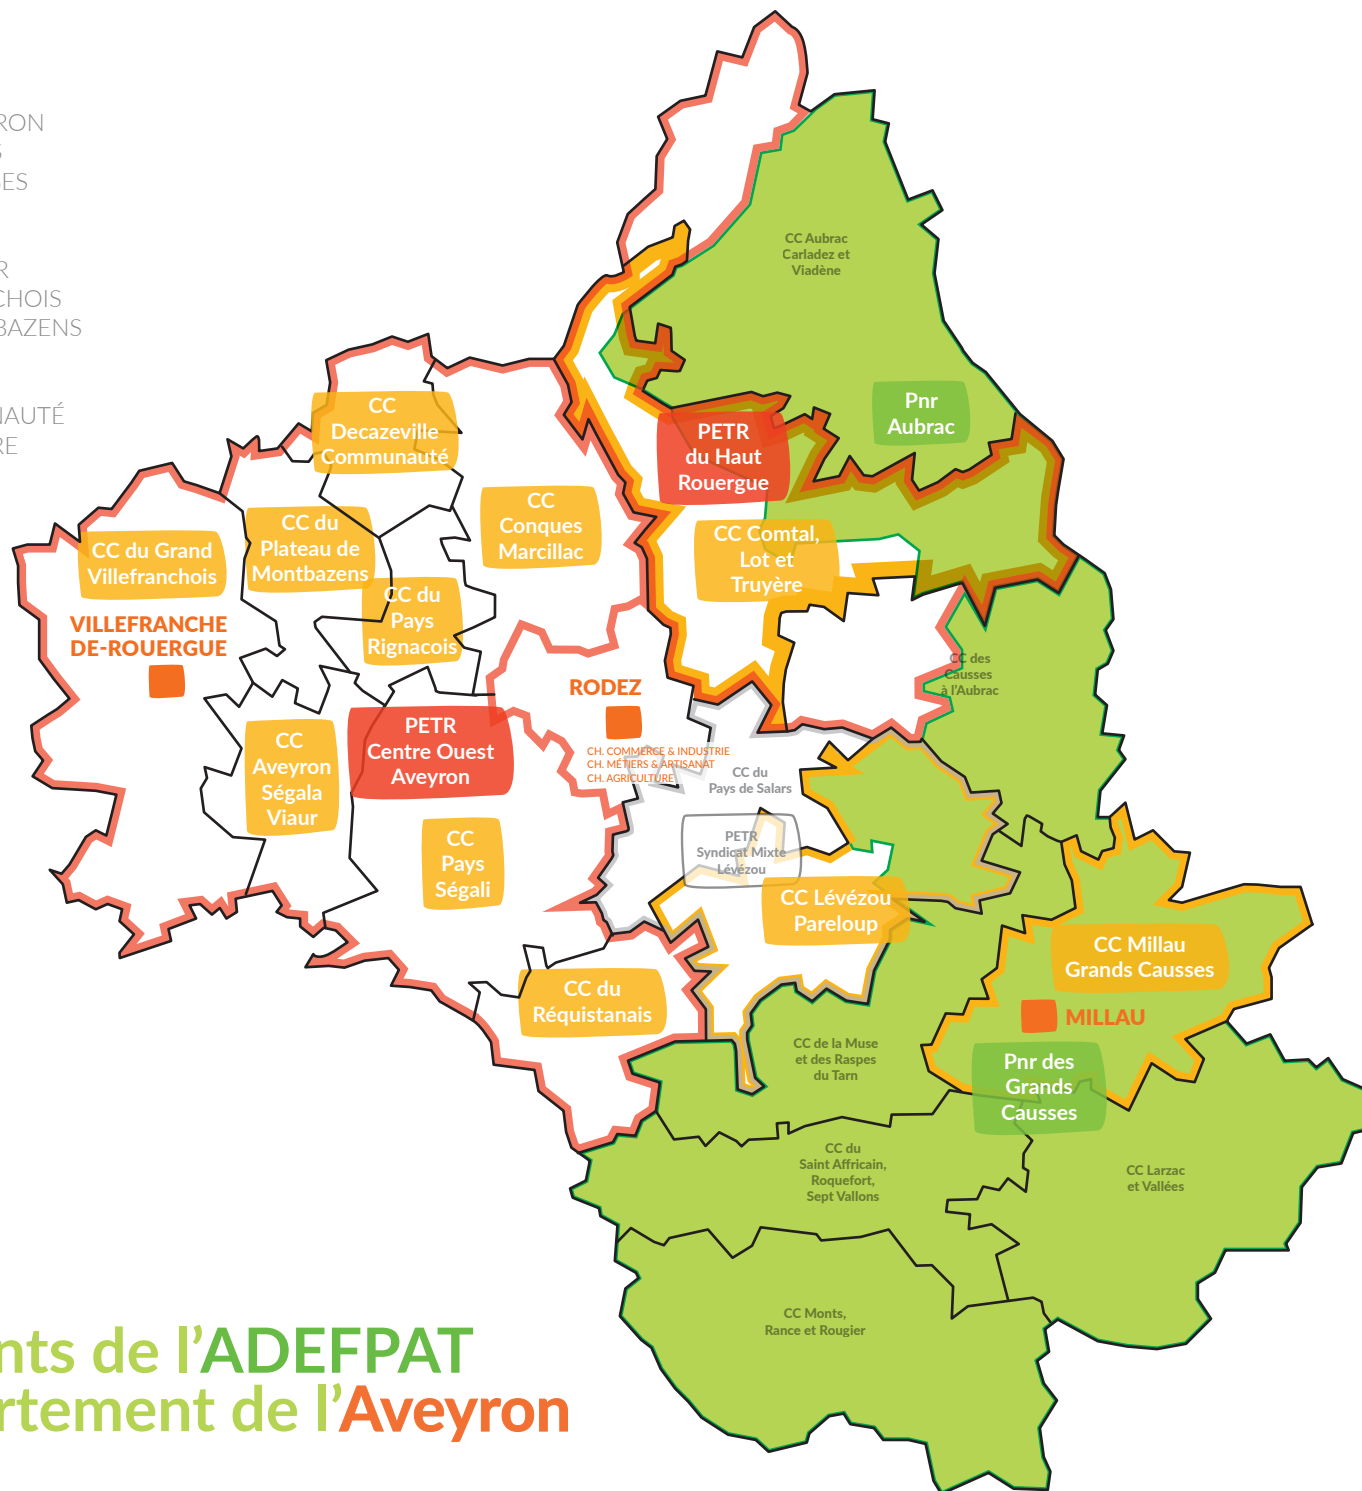 RON
S
ES
R
CHOIS
BAZENS
NAUTÉ
RE
CC Aubrac
Carladez et
Viadène
Pnr
Aubrac
CC
Decazeville
Communauté
PETR
du Haut
Rouergue
CC
Conques
Marcillac
CC du
Plateau de
Montbazens
CC du Grand
Villefranchois
CC Comtal,
Lot et
Truyère
CC du
Pays
Rignacois
VILLEFRANCHE
DE-ROUERGUE
CC des
Causses
à l'Aubrac
RODEZ
CH. COMMERCE & INDUSTRIE
CH. MÉTIERS & ARTISANAT
CH. AGRICULTURE
PETR
Centre Ouest
Aveyron
CC
Aveyron
Ségala
Viaur
CC du
Pays de Salars
PETR
Syndicat Mixte
Lévézou
CC
Pays
Ségali
CC Lévézou
Pareloup
CC Millau
Grands Causses
CC du
Réquistanais
MILLAU
CC de la Muse
et des Raspes
du Tarn
Pnr des
Grands
Causses
CC du
Saint Affricain,
Roquefort,
Sept Vallons
CC Larzac
et Vallées
CC Monts,
Rance et Rougier
nts de l'ADEFPAT
rtement de l'Aveyron